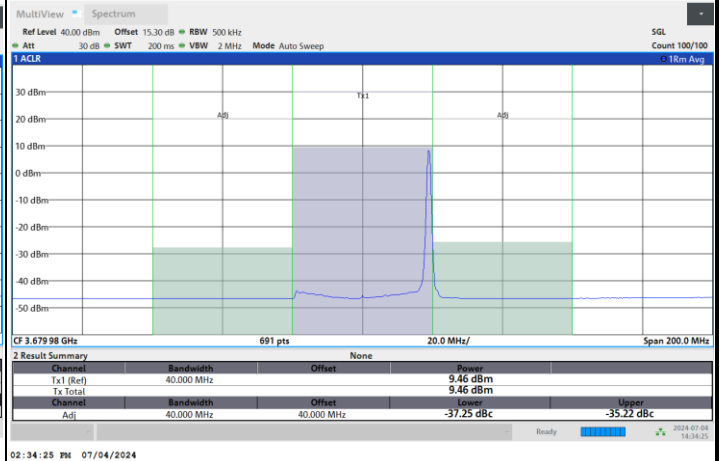 MultiView Spectrum
Ref Level 40.00 dBm Offset 15.30 dB RBW 500 kHz SGL
Att 30 dB SWT 200 ms VBW 2 MHz Mode Auto Sweep Count 100/100
1 ACLR 1Rm Avg
30 dBm
Tx1
20 dBm Adj Adj
10 dBm
0 dBm
-10 dBm
-20 dBm
-30 dBm
-40 dBm
-50 dBm
CF 3.679 98 GHz 691 pts 20.0 MHz/ Span 200.0 MHz
2 Result Summary None
Channel Bandwidth Offset Power
Tx1 (Ref) 40.000 MHz 9.46 dBm
Tx Total 9.46 dBm
Channel Bandwidth Offset Lower Upper
Adj 40.000 MHz 40.000 MHz -37.25 dBc -35.22 dBc
Ready 2024-07-04
14:34:25
02:34:25 PM 07/04/2024